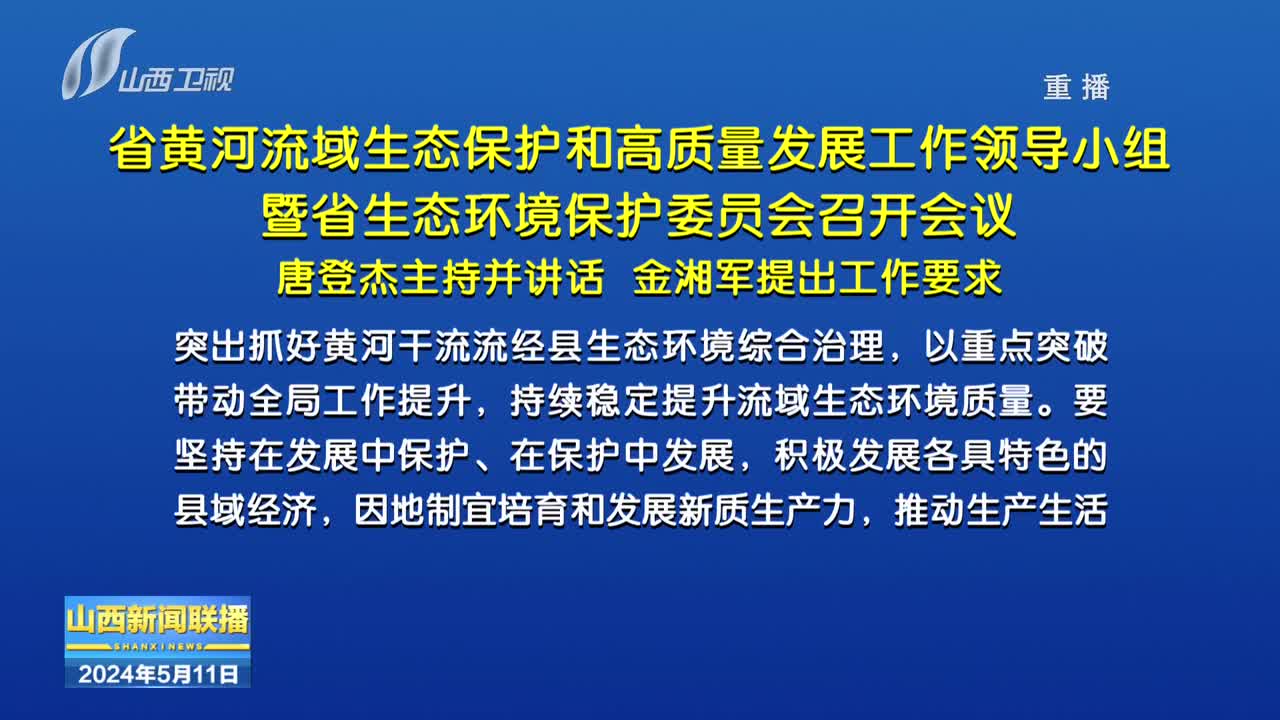 山西卫视
重播
省黄河流域生态保护和高质量发展工作领导小组
暨省生态环境保护委员会召开会议
唐登杰主持并讲话 金湘军提出工作要求
突出抓好黄河干流流经县生态环境综合治理，以重点突破
带动全局工作提升，持续稳定提升流域生态环境质量。要
坚持在发展中保护、在保护中发展，积极发展各具特色的
县域经济，因地制宜培育和发展新质生产力，推动生产生活
山西新闻联播
SHANXI NEWS
2024年5月11日